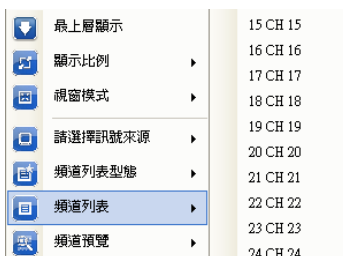 最上層顯示
顯示比例
視窗模式
請選擇訊號來源
頻道列表型態
頻道列表
頻道預覽
15 CH 15
16 CH 16
17 CH 17
18 CH 18
19 CH 19
20 CH 20
21 CH 21
22 CH 22
23 CH 23
24 CH 24